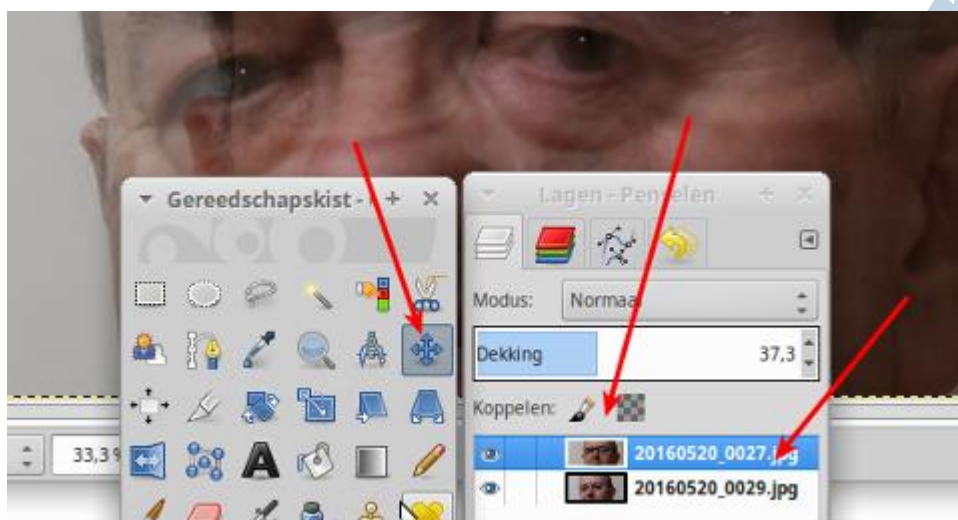 Gereedschapskist -
Lagen - Penselen
Modus: Normaal
Dekking 37,3
Koppelen:
33,3
20160520_0027.jpg
20160520_0029.jpg